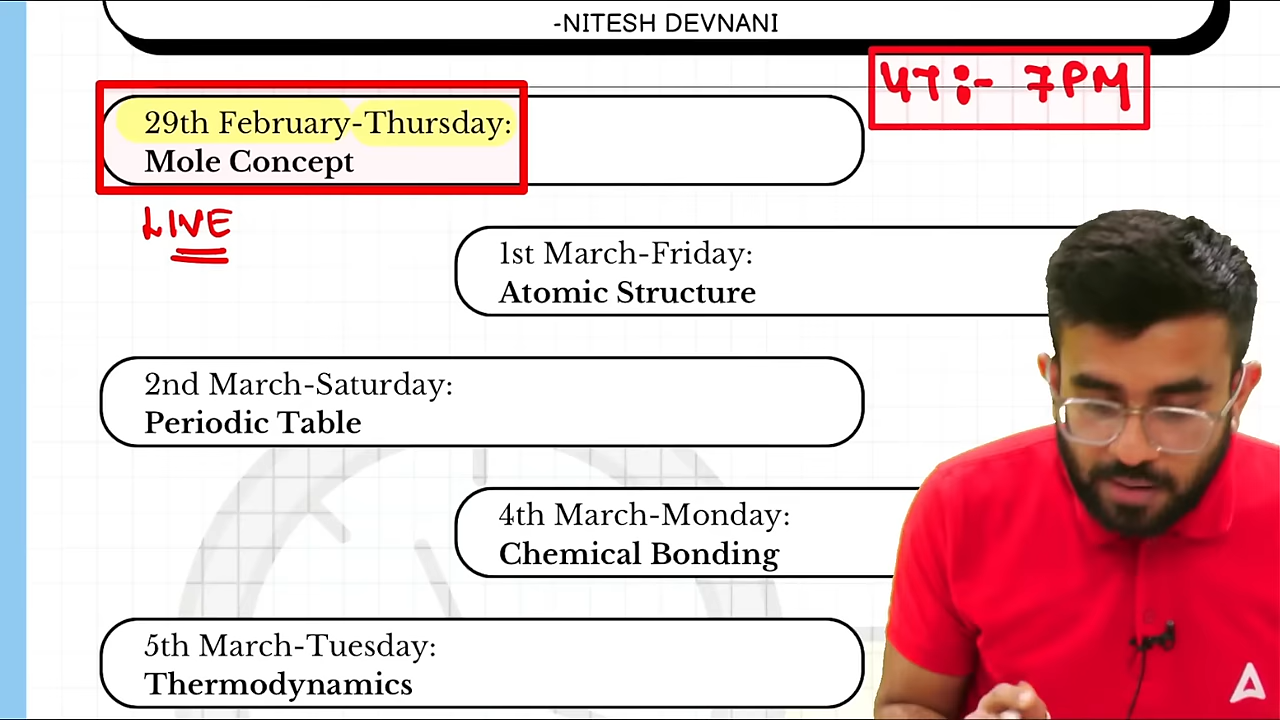 -NITESH DEVNANI
YT:- 7PM
29th February-Thursday:
Mole Concept
LIVE
1st March-Friday:
Atomic Structure
2nd March-Saturday:
Periodic Table
4th March-Monday:
Chemical Bonding
5th March-Tuesday:
Thermodynamics